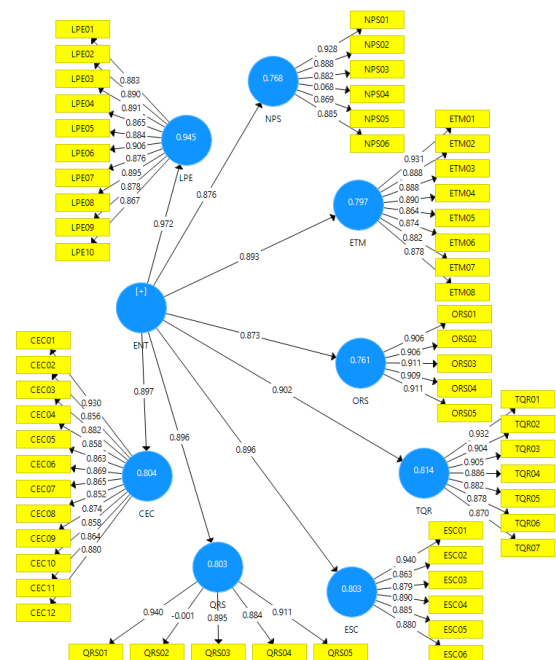 LPE01
LPE02
LPE03
LPE04
LPE05
LPE06
LPE07
LPE08
LPE09
LPE10
0.883
0.890
0.891
0.865
0.884
0.906
0.876
0.895
0.878
0.867
0.945
LPE
0.972
NPS01
NPS02
NPS03
NPS04
NPS05
NPS06
0.928
0.888
0.882
0.068
0.869
0.885
0.768
NPS
0.876
ETM01
ETM02
ETM03
ETM04
ETM05
ETM06
ETM07
ETM08
0.931
0.888
0.888
0.890
0.864
0.874
0.882
0.878
0.797
ETM
0.893
[+]
ENT
ORS01
ORS02
ORS03
ORS04
ORS05
0.906
0.906
0.911
0.909
0.911
0.761
ORS
0.873
TQR01
TQR02
TQR03
TQR04
TQR05
TQR06
TQR07
0.932
0.904
0.905
0.886
0.882
0.878
0.870
0.814
TQR
0.902
CEC01
CEC02
CEC03
CEC04
CEC05
CEC06
CEC07
CEC08
CEC09
CEC10
CEC11
CEC12
0.930
0.856
0.882
0.858
0.863
0.869
0.865
0.852
0.874
0.858
0.864
0.880
0.804
CEC
0.897
0.896
0.803
QRS
0.940
-0.001
0.895
0.884
0.911
QRS01
QRS02
QRS03
QRS04
QRS05
0.896
0.803
ESC
0.940
0.863
0.879
0.890
0.885
0.880
ESC01
ESC02
ESC03
ESC04
ESC05
ESC06